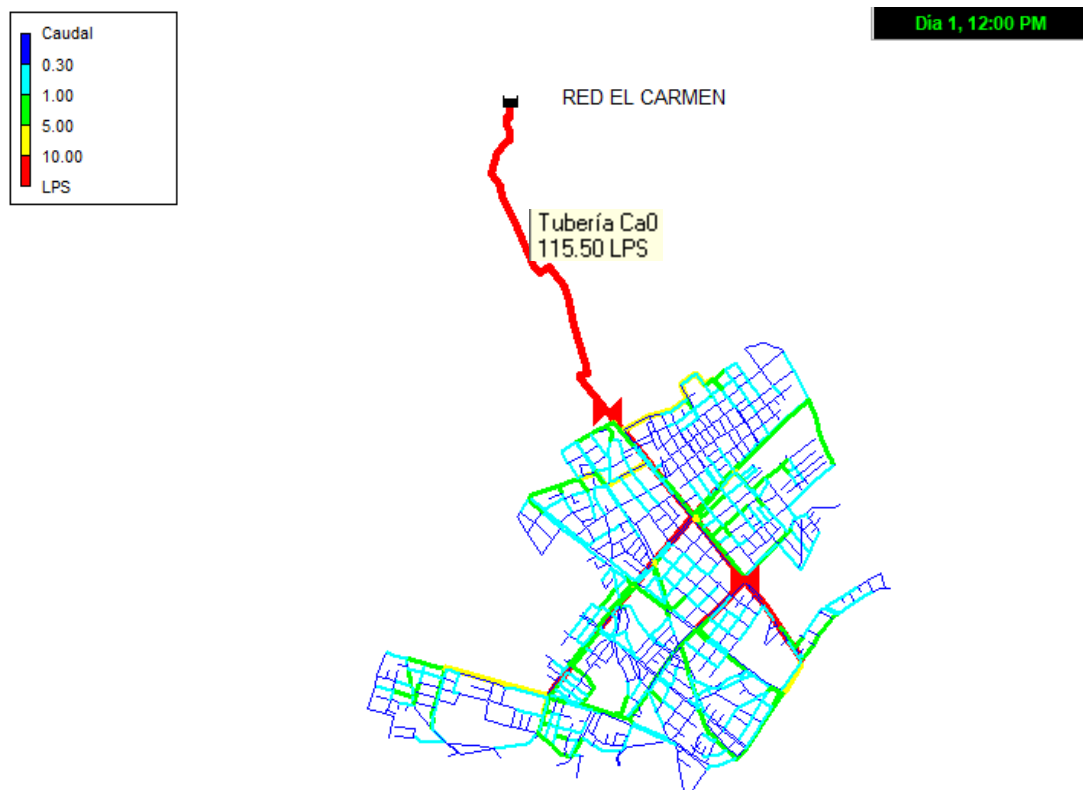 Caudal
0.30
1.00
5.00
10.00
LPS
Dia 1, 12:00 PM
RED EL CARMEN
Tubería Ca0
115.50 LPS